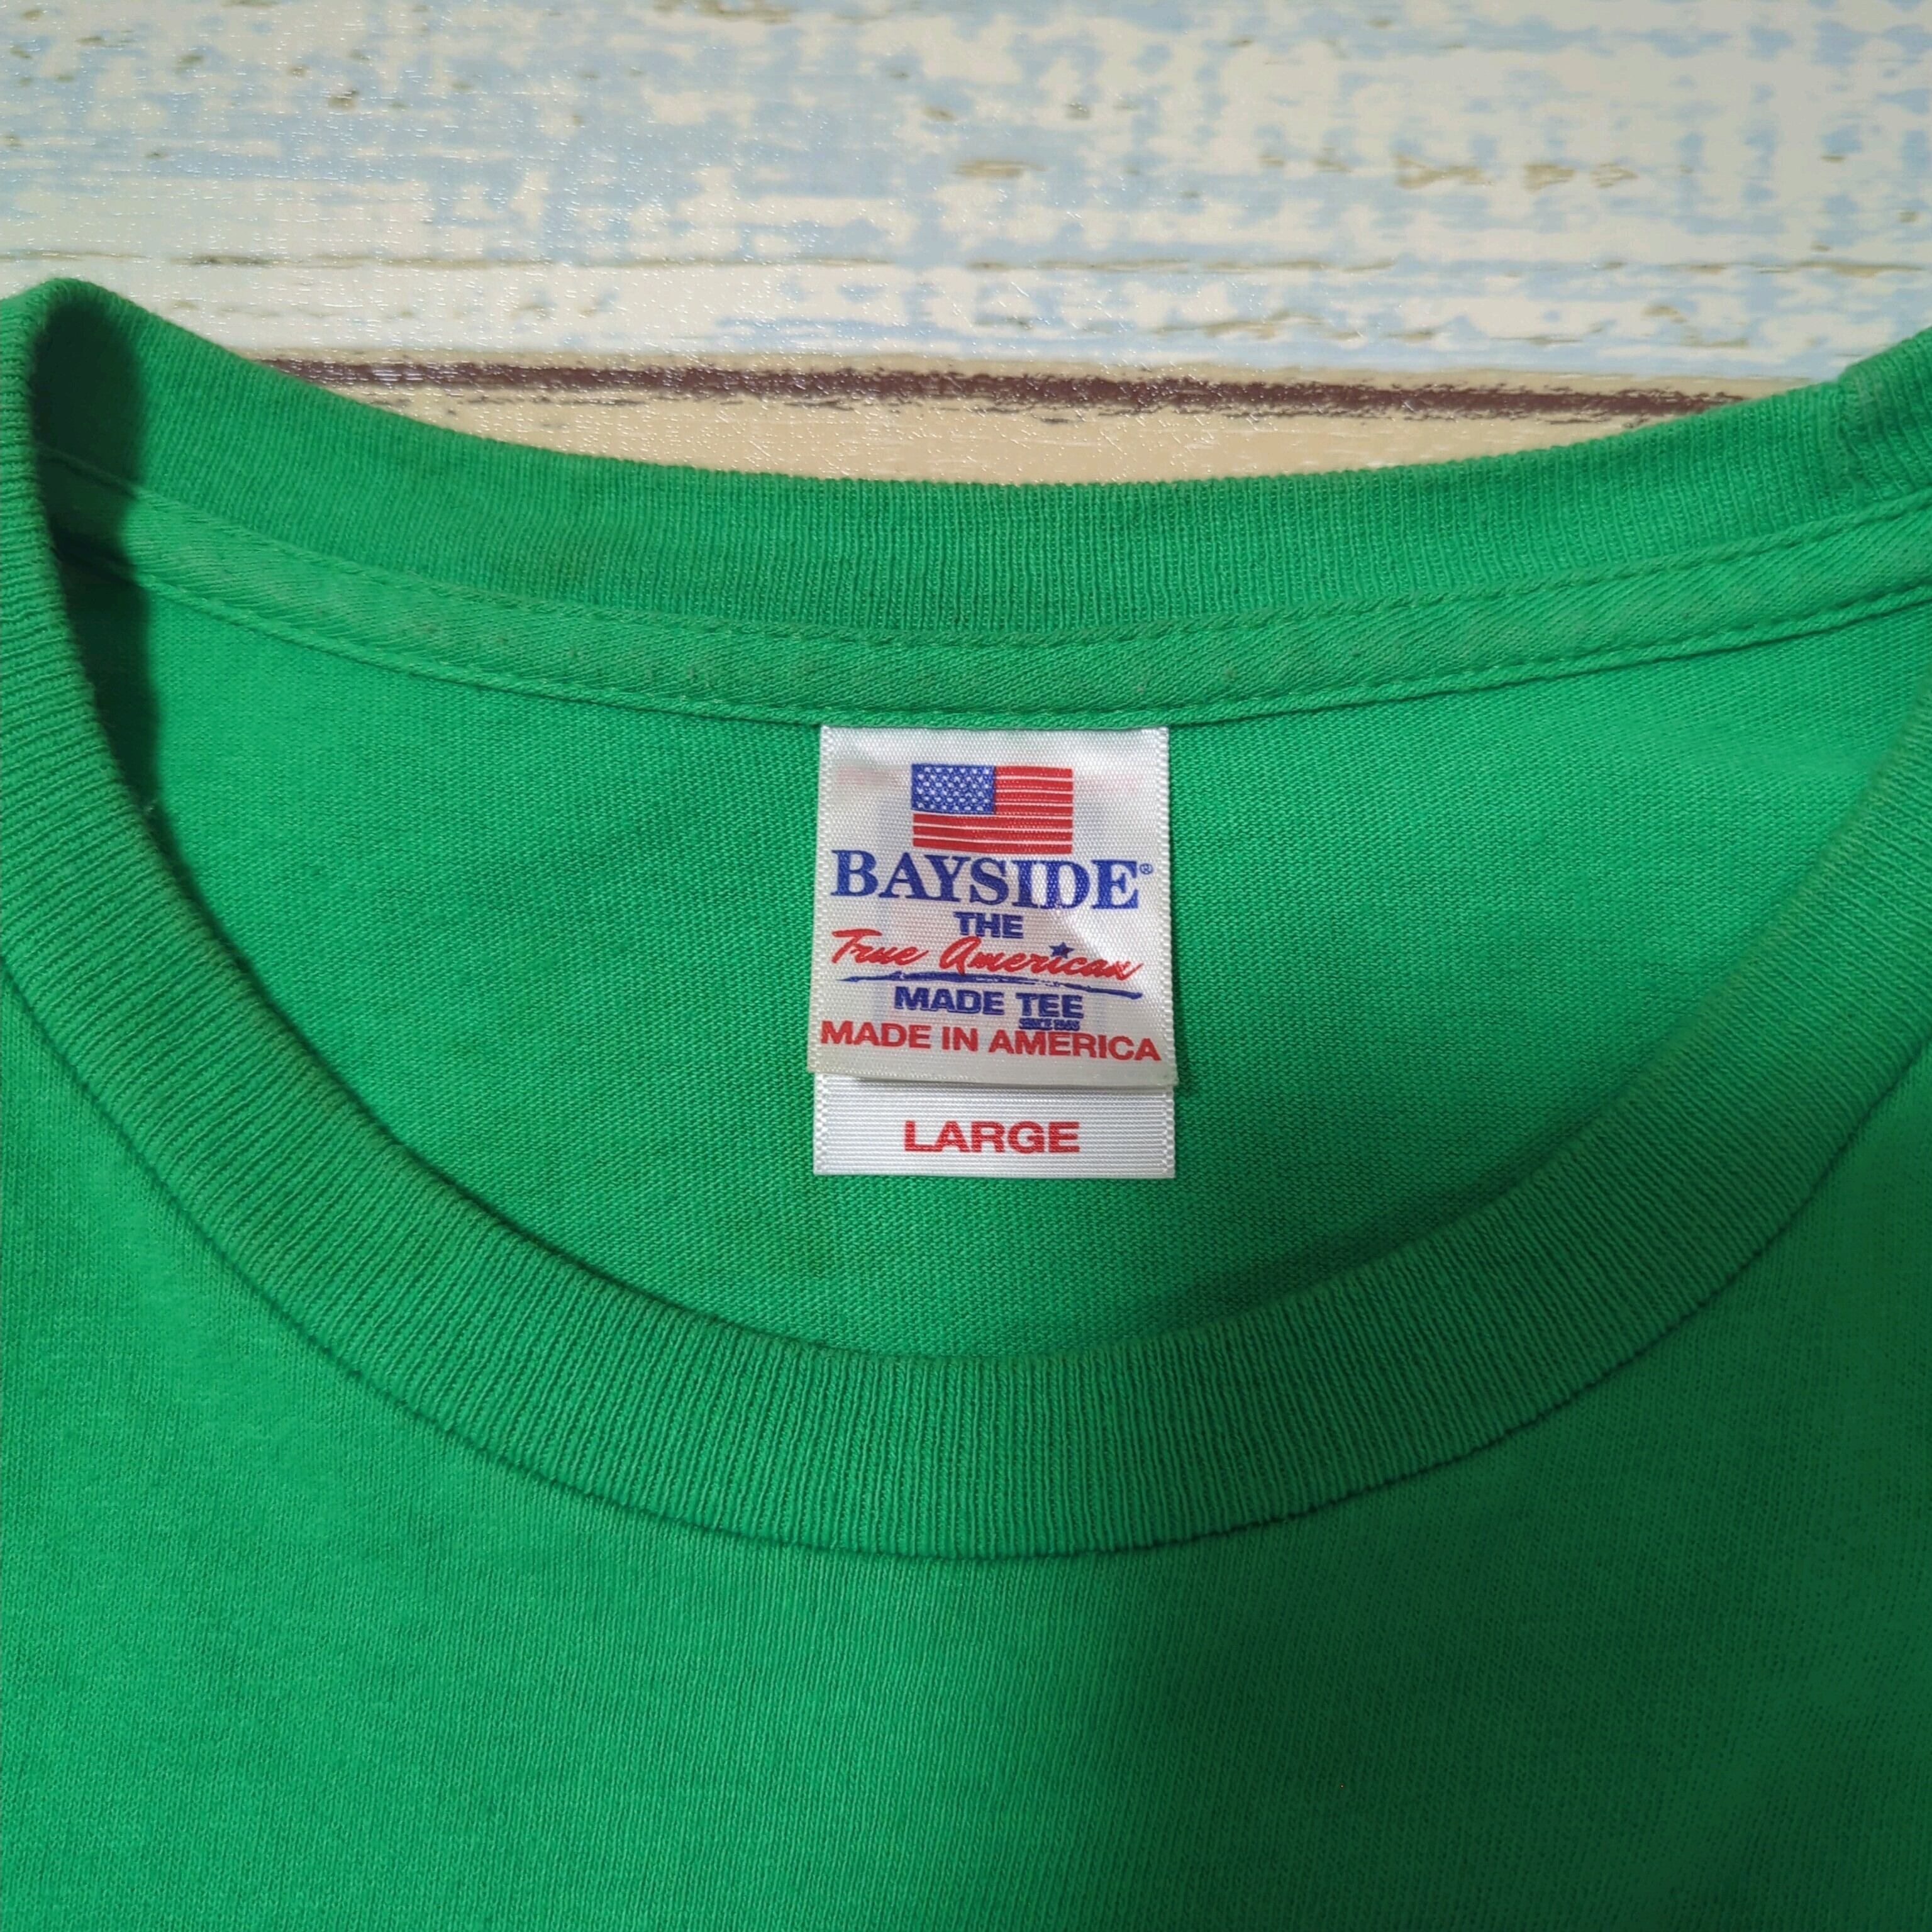 BAYSIDE®
THE
True American
MADE TEE
MADE IN AMERICA
LARGE